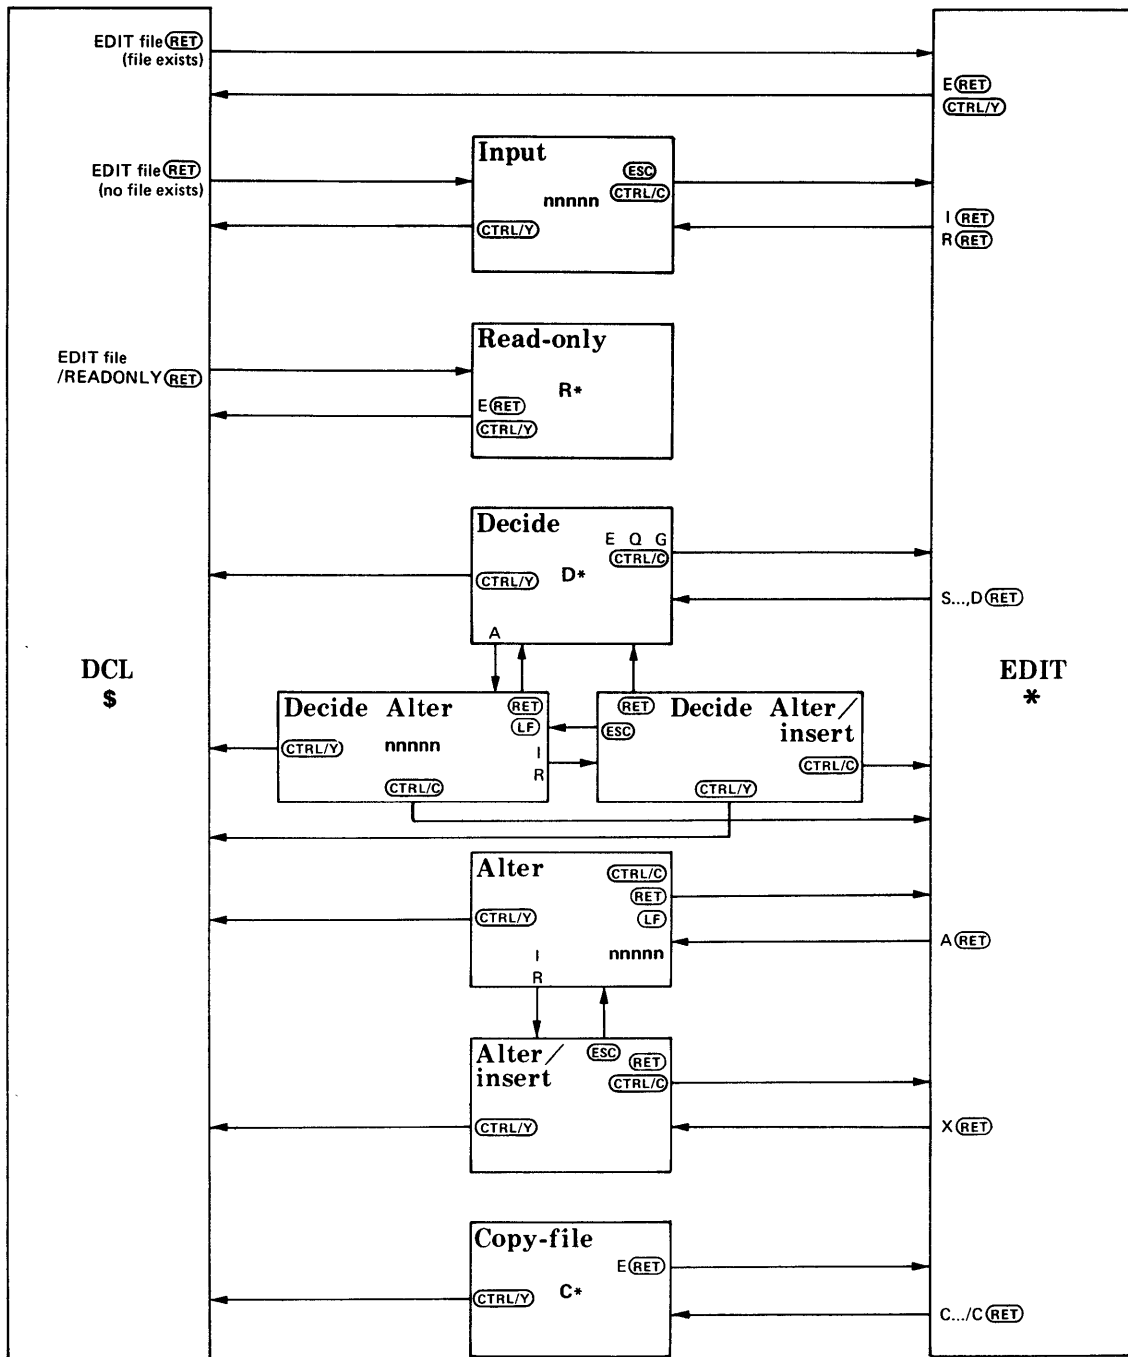 EDIT file RET
(file exists)
E RET
CTRL/Y
EDIT file RET
(no file exists)
Input
ESC
CTRL/C
nnnnn
CTRL/Y
I RET
R RET
EDIT file
/READONLY RET
Read-only
R*
E RET
CTRL/Y
Decide
E Q G
CTRL/C
D*
CTRL/Y
A
S...,D RET
DCL
$
EDIT
*
Decide Alter
RET
LF
nnnnn
CTRL/Y
I
R
CTRL/C
RET
ESC
Decide Alter/
insert
CTRL/C
CTRL/Y
Alter
CTRL/C
RET
LF
CTRL/Y
nnnnn
I
R
A RET
Alter/
insert
ESC
RET
CTRL/C
CTRL/Y
X RET
Copy-file
E RET
C*
CTRL/Y
C.../C RET